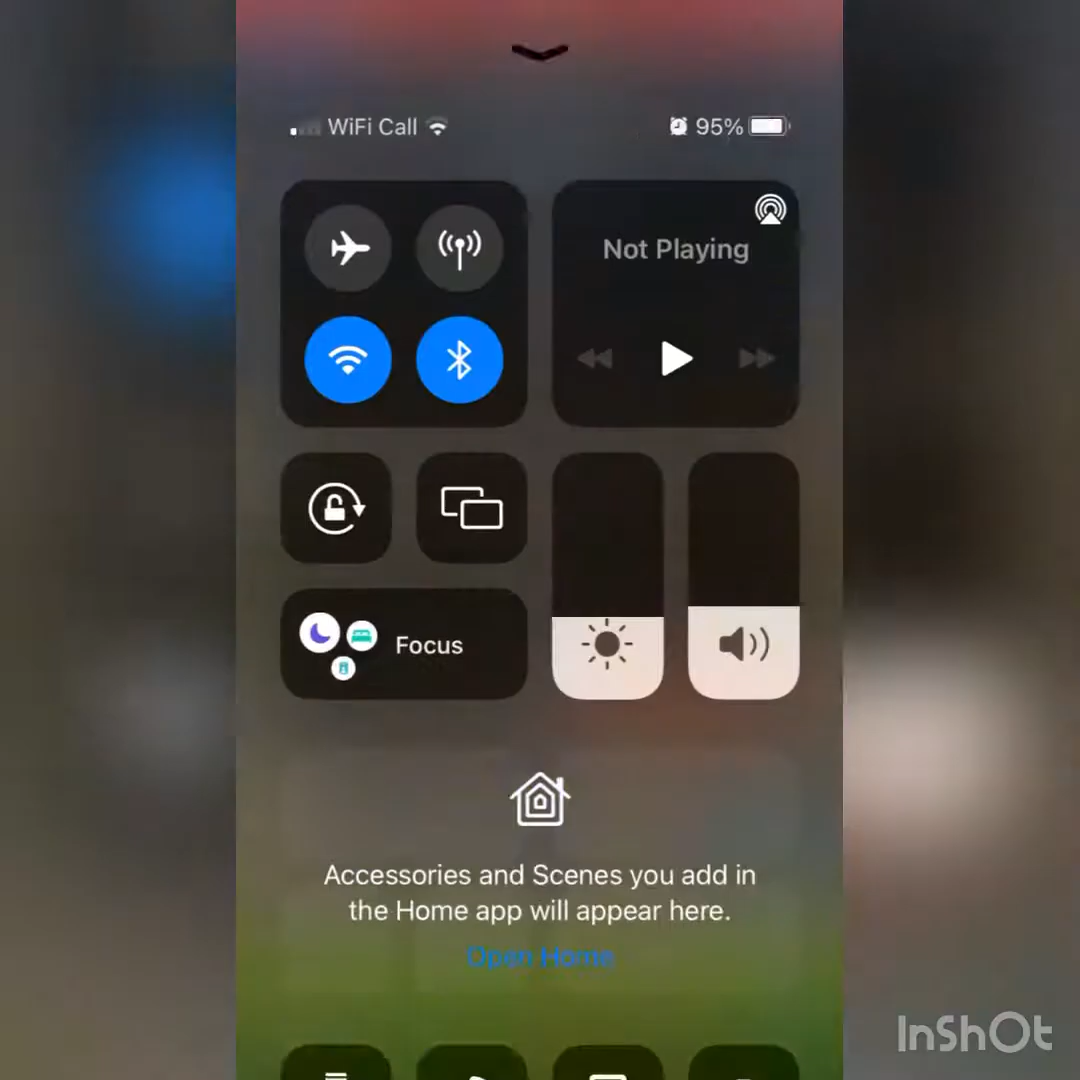 WiFi Call
95%
Not Playing
Focus
Accessories and Scenes you add in
the Home app will appear here.
Open Home
InShOt